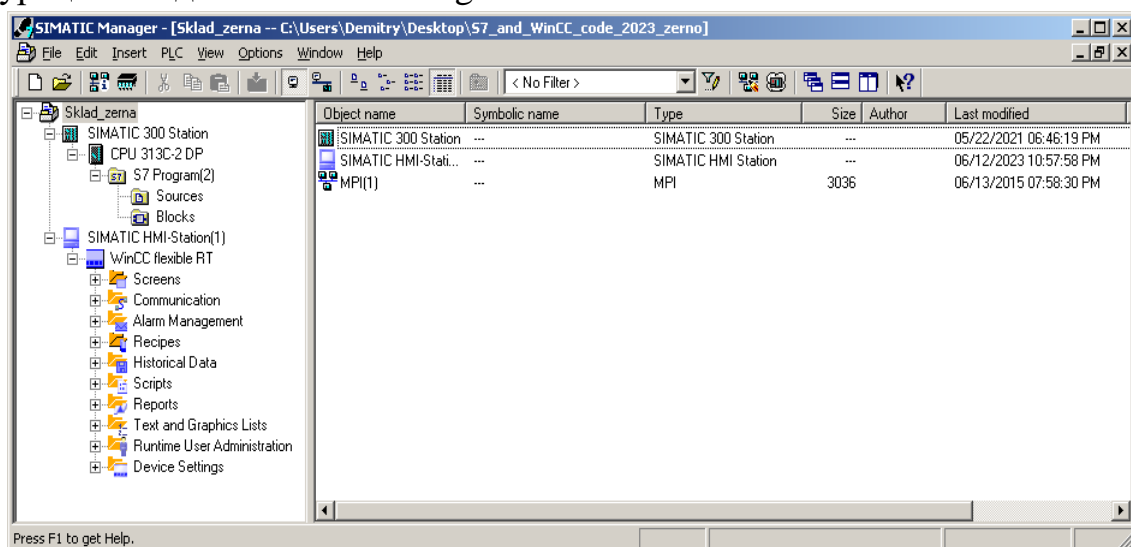 SIMATIC Manager - [Sklad_zerna -- C:\Users\Demitry\Desktop\S7_and_WinCC_code_2023_zerno]
File Edit Insert PLC View Options Window Help
< No Filter >
Sklad_zerna
SIMATIC 300 Station
CPU 313C-2 DP
S7 Program(2)
Sources
Blocks
SIMATIC HMI-Station(1)
WinCC flexible RT
Screens
Communication
Alarm Management
Recipes
Historical Data
Scripts
Reports
Text and Graphics Lists
Runtime User Administration
Device Settings
Object name Symbolic name Type Size Author Last modified
SIMATIC 300 Station --- SIMATIC 300 Station --- 05/22/2021 06:46:19 PM
SIMATIC HMI-Stati... --- SIMATIC HMI Station --- 06/12/2023 10:57:58 PM
MPI(1) --- MPI 3036 06/13/2015 07:58:30 PM
Press F1 to get Help.